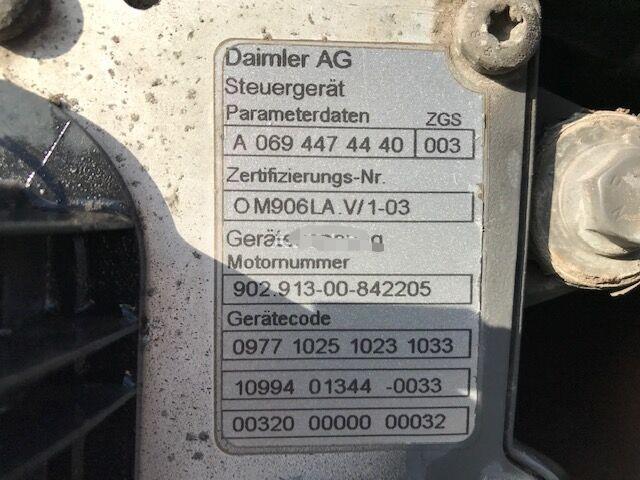 Daimler AG
Steuergerät
Parameterdaten ZGS
A 069 447 44 40 003
Zertifizierungs-Nr.
OM906LA.V/1-03
Motornummer
902.913-00-842205
Gerätecode
0977 1025 1023 1033
10994 01344 -0033
00320 00000 00032